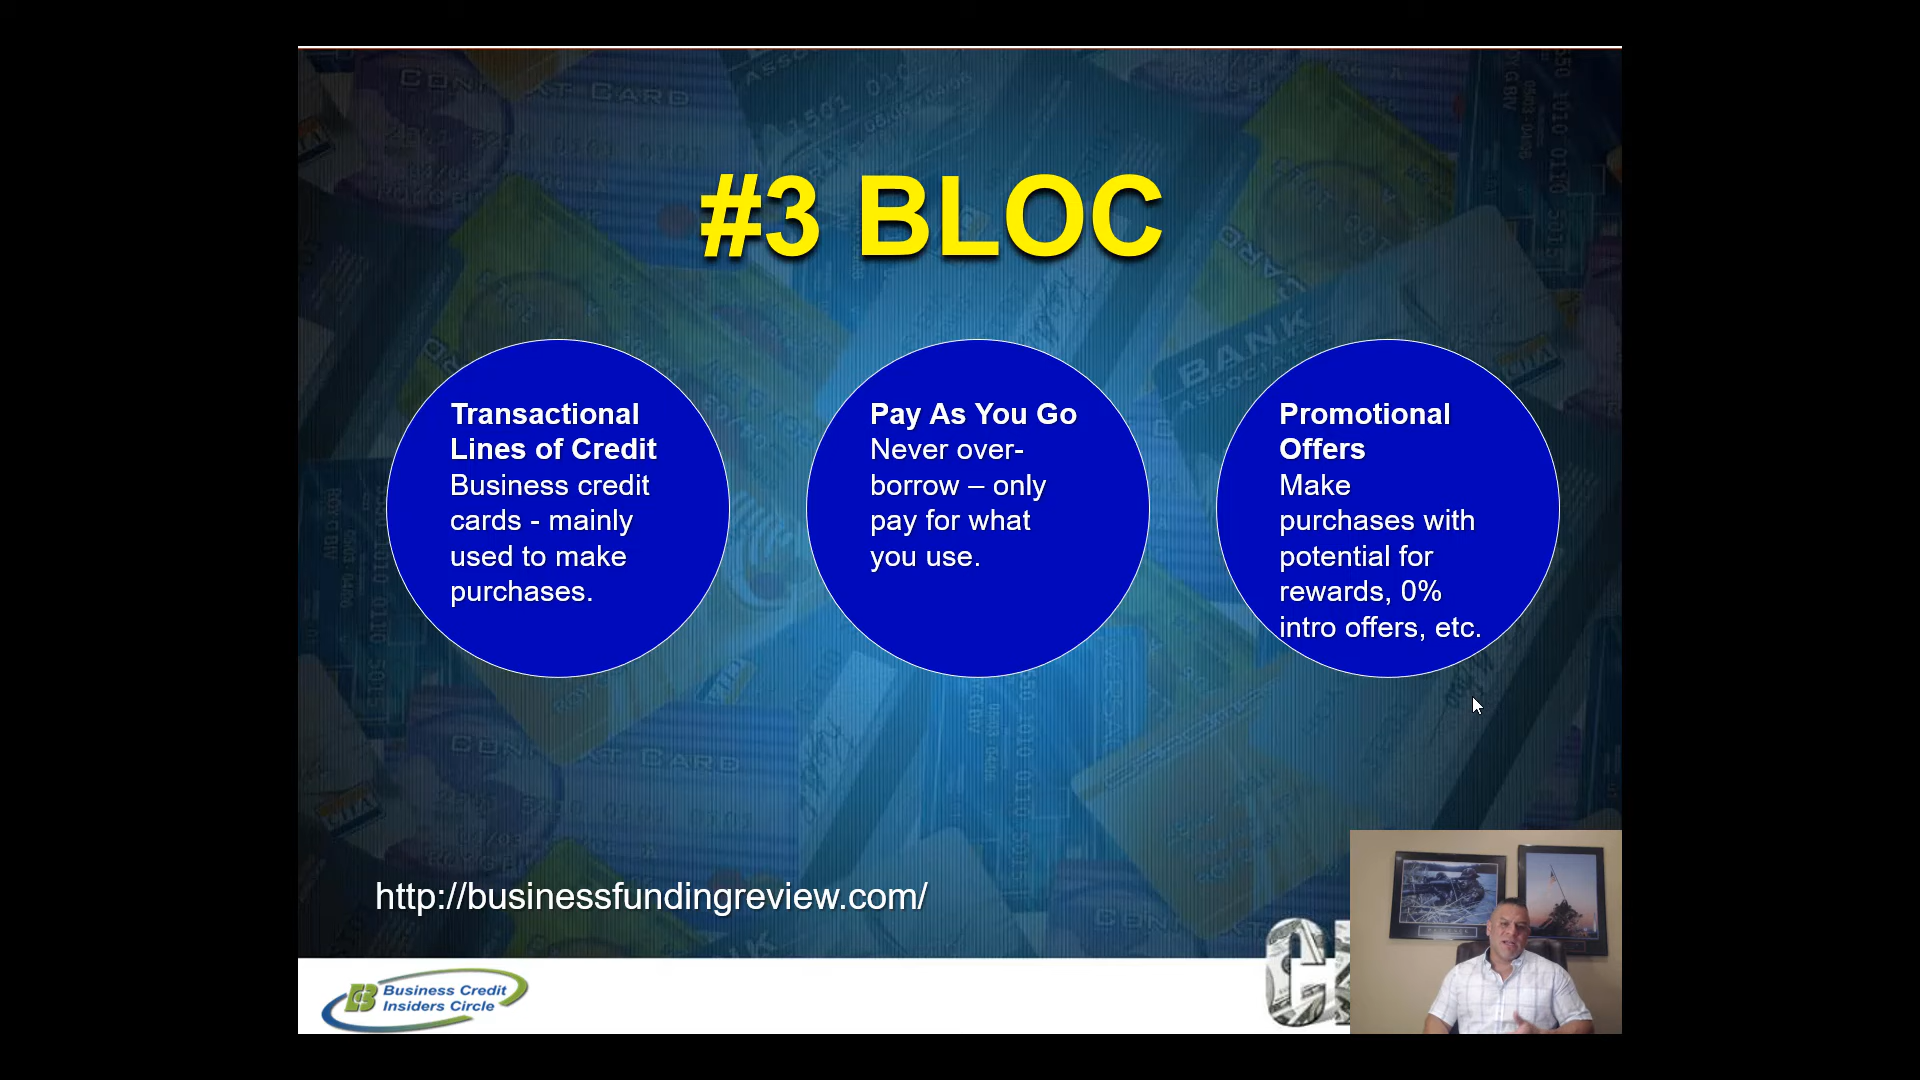 #3 BLOC
Transactional
Lines of Credit
Business credit
cards - mainly
used to make
purchases.
Pay As You Go
Never over-
borrow – only
pay for what
you use.
Promotional
Offers
Make
purchases with
potential for
rewards, 0%
intro offers, etc.
http://businessfundingreview.com/
Business Credit
Insiders Circle
BANK